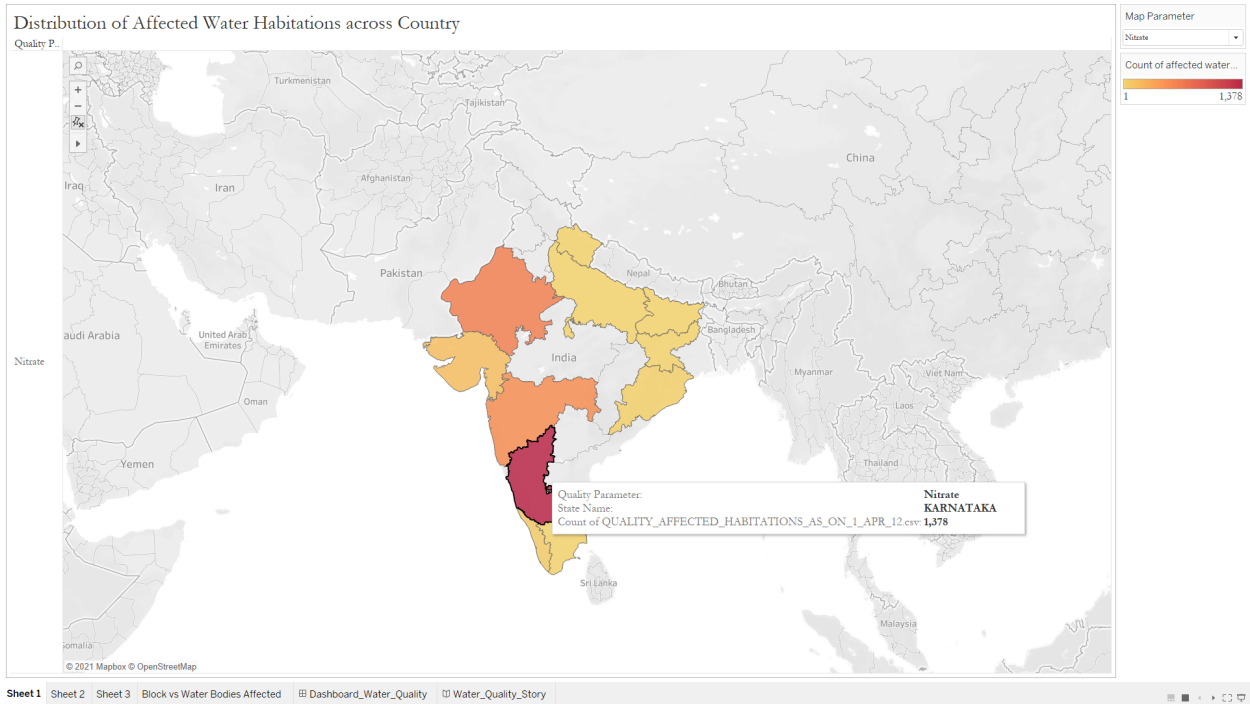 Distribution of Affected Water Habitations across Country
Quality P..
Nitrate
Turkmenistan
Tajikistan
China
Afghanistan
Iraq
Iran
Pakistan
Nepal
Bhutan
audi Arabia
United Arab
Emirates
Bangladesh
India
Myanmar
Viet Nam
Oman
Laos
Yemen
Thailand
Quality Parameter: Nitrate
State Name: KARNATAKA
Count of QUALITY_AFFECTED_HABITATIONS_AS_ON_1_APR_12.csv: 1,378
Sri Lanka
Malaysia
omalia
© 2021 Mapbox © OpenStreetMap
Map Parameter
Nitrate
Count of affected water...
1 1,378
Sheet 1 Sheet 2 Sheet 3 Block vs Water Bodies Affected Dashboard_Water_Quality Water_Quality_Story